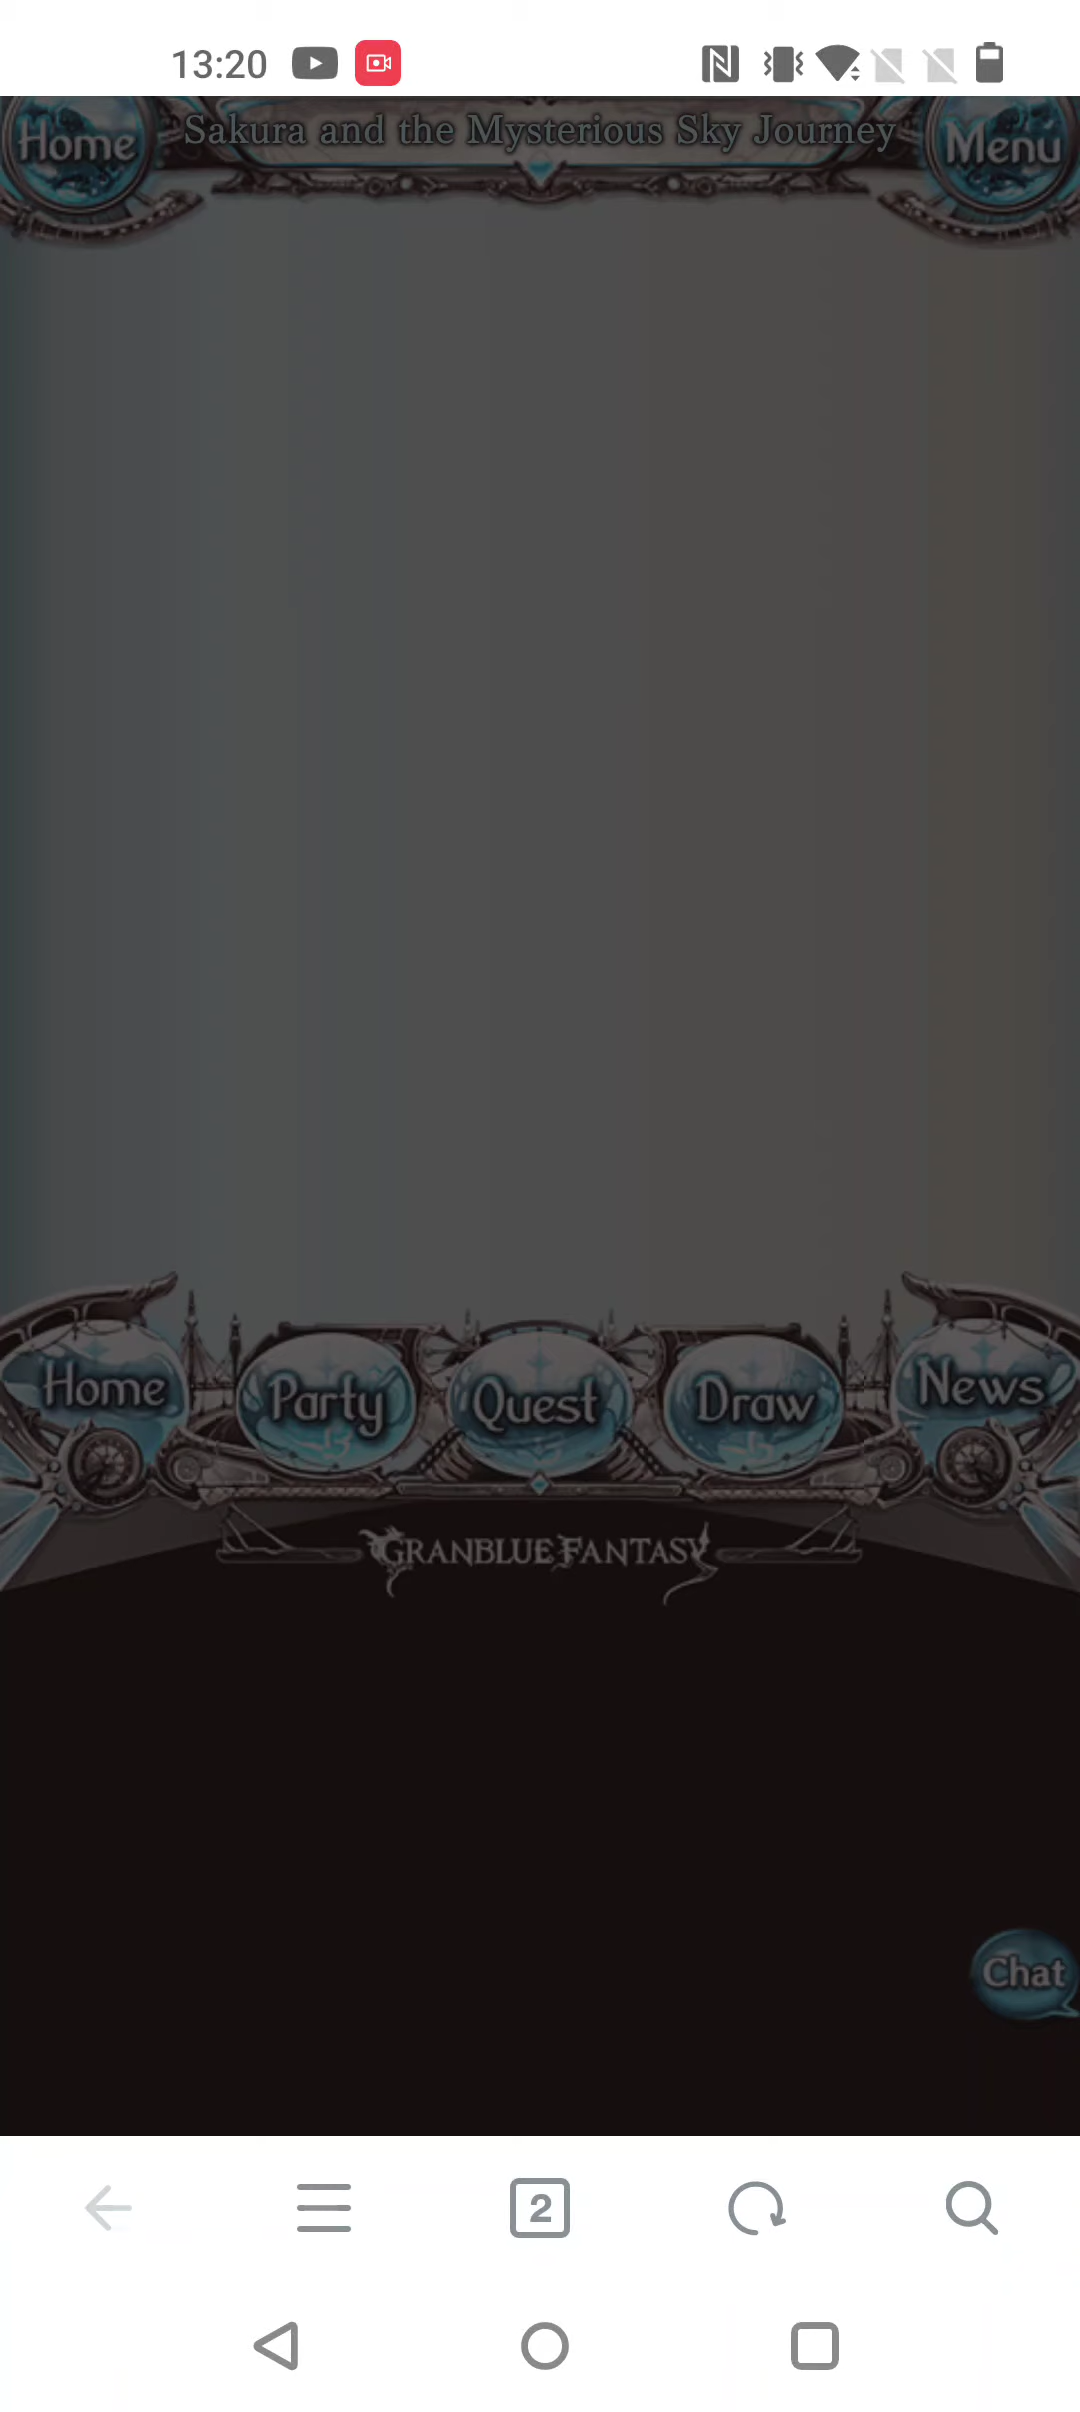 13:20
Home Sakura and the Mysterious Sky Journey Menu
Home Party Quest Draw News
GRANBLUE FANTASY
Chat
2